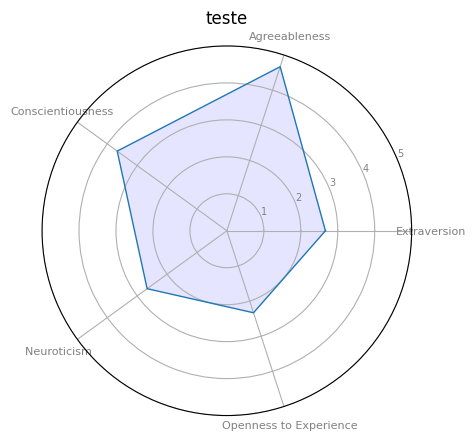 teste
Agreeableness
Conscientiousness
5
4
3
2
1
Extraversion
Neuroticism
Openness to Experience